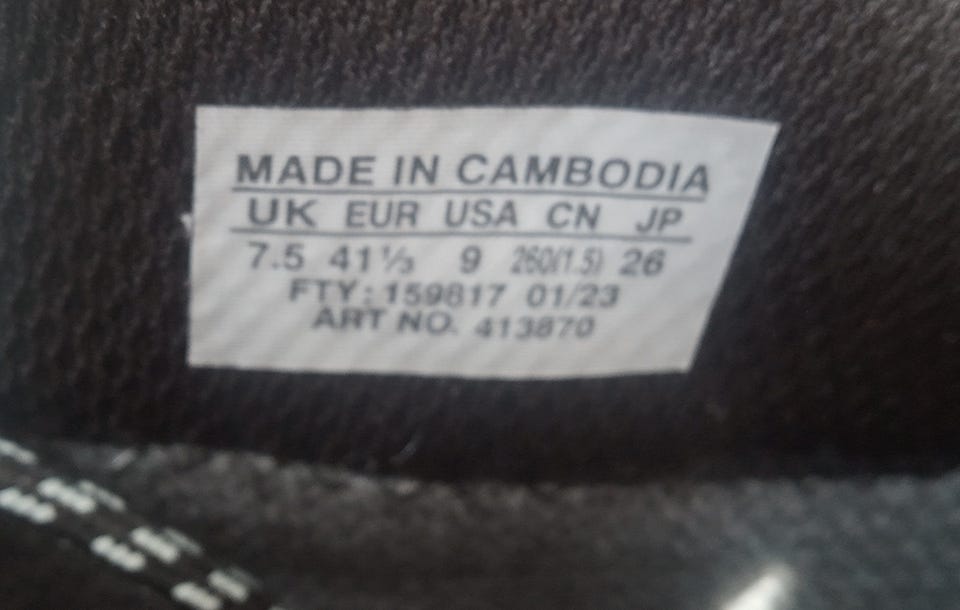 MADE IN CAMBODIA
UK EUR USA CN JP
7.5 41⅓ 9 260(1.5) 26
FTY: 159817 01/23
ART NO. 413870